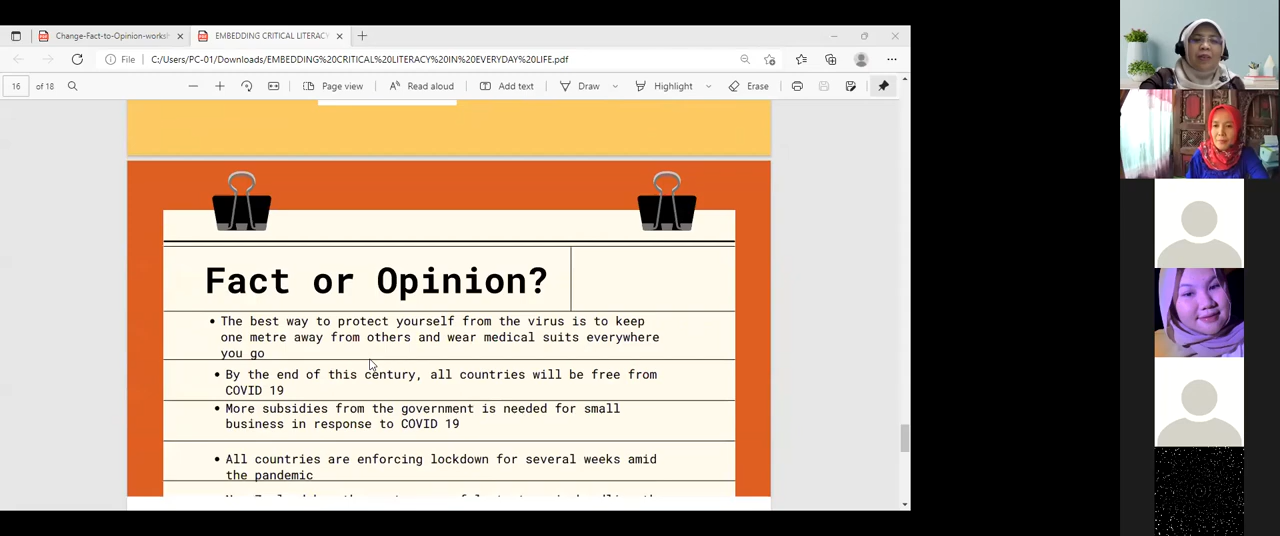 Change-Fact-to-Opinion-worksh
EMBEDDING CRITICAL LITERACY
File
C:/Users/PC-01/Downloads/EMBEDDING%20CRITICAL%20LITERACY%20IN%20EVERYDAY%20LIFE.pdf
16 of 18
Page view
Read aloud
Add text
Draw
Highlight
Erase
Fact or Opinion?
• The best way to protect yourself from the virus is to keep
one metre away from others and wear medical suits everywhere
you go
• By the end of this century, all countries will be free from
COVID 19
• More subsidies from the government is needed for small
business in response to COVID 19
• All countries are enforcing lockdown for several weeks amid
the pandemic